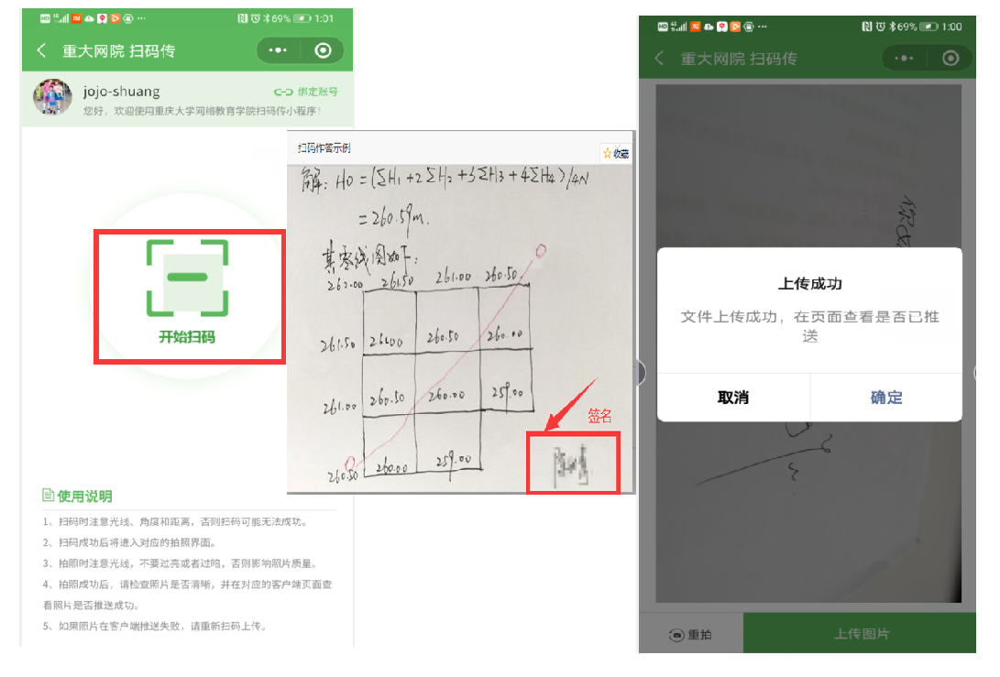 HD 69% 1:01
重大网院 扫码传
jojo-shuang
绑定账号
您好，欢迎使用重庆大学网络教育学院扫码传小程序！
开始扫码
使用说明
1、扫码时注意光线、角度和距离，否则扫码可能无法成功。
2、扫码成功后将进入对应的拍照界面。
3、拍照时注意光线，不要过亮或者过暗，否则影响照片质量。
4、拍照成功后，请检查照片是否清晰，并在对应的客户端页面查
看照片是否推送成功。
5、如果照片在客户端推送失败，请重新扫码上传。
扫码作答示例
收藏
解：H0=(ΣH1+2ΣH2+3ΣH3+4ΣH4)/4N
=260.59m.
其零线图如下：
262.00 261.50 261.00 260.50
261.50 261.00 260.50 260.00
261.00 260.50 260.00 259.00
260.50 260.00 259.00
签名
HD 69% 1:00
重大网院 扫码传
上传成功
文件上传成功，在页面查看是否已推
送
取消 确定
重拍 上传图片